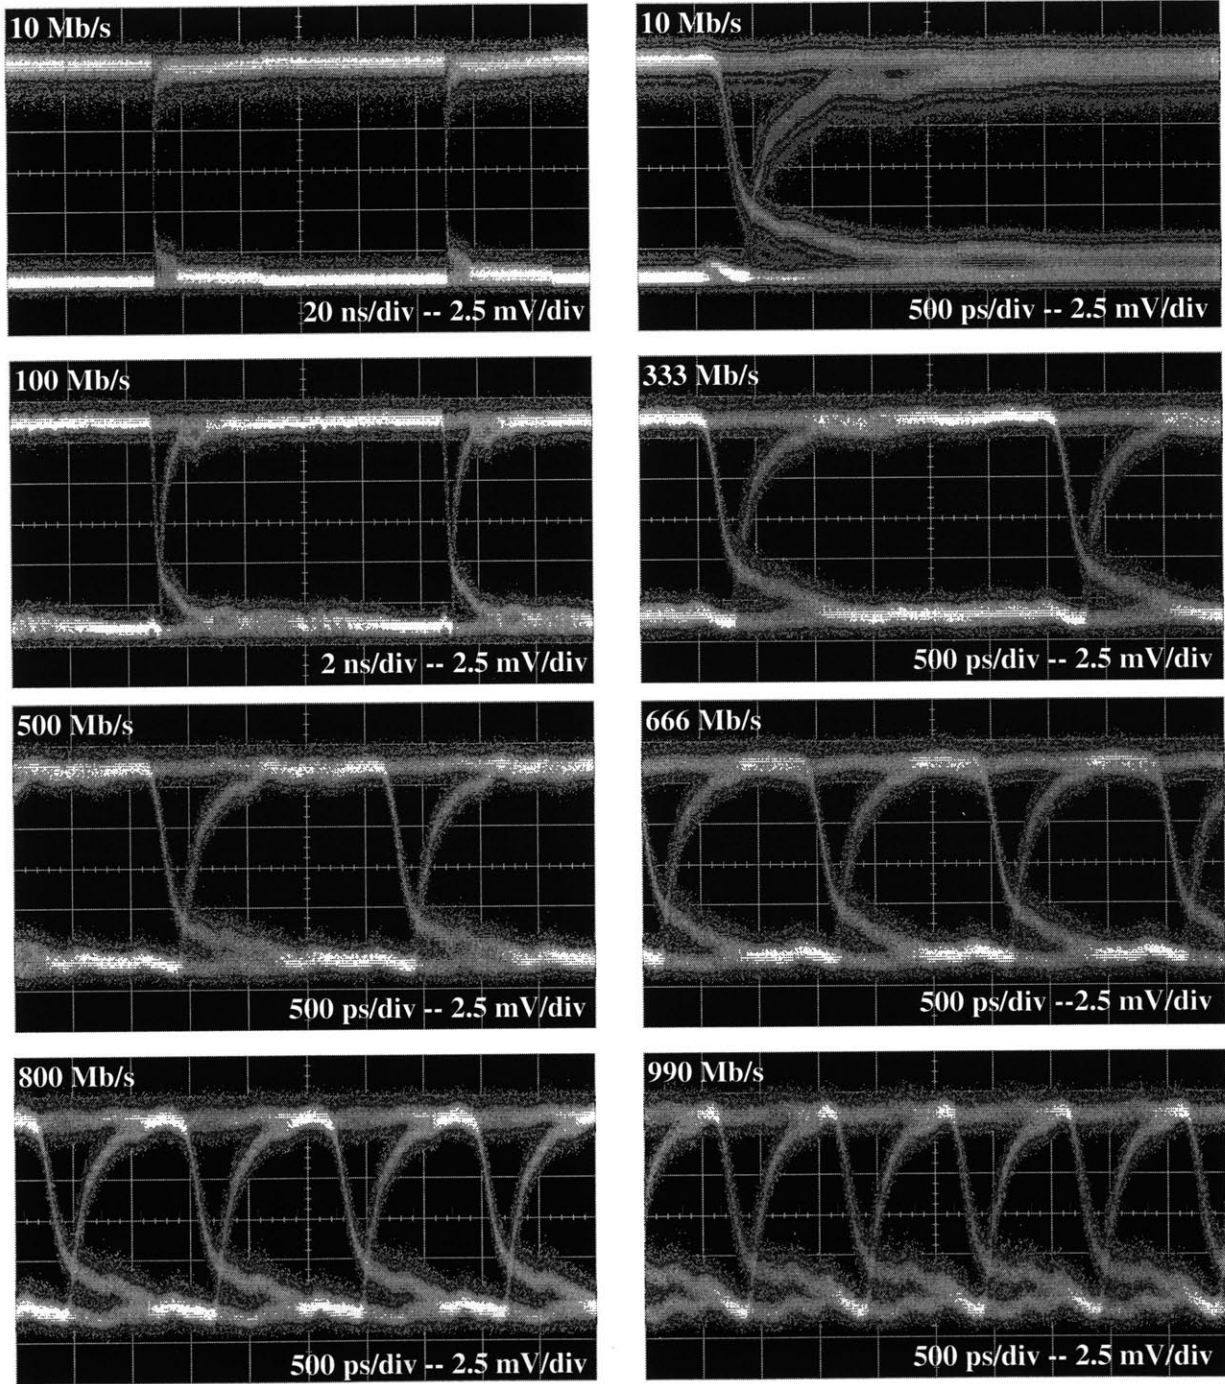 10 Mb/s
20 ns/div -- 2.5 mV/div
10 Mb/s
500 ps/div -- 2.5 mV/div
100 Mb/s
2 ns/div -- 2.5 mV/div
333 Mb/s
500 ps/div -- 2.5 mV/div
500 Mb/s
500 ps/div -- 2.5 mV/div
666 Mb/s
500 ps/div --2.5 mV/div
800 Mb/s
500 ps/div -- 2.5 mV/div
990 Mb/s
500 ps/div -- 2.5 mV/div